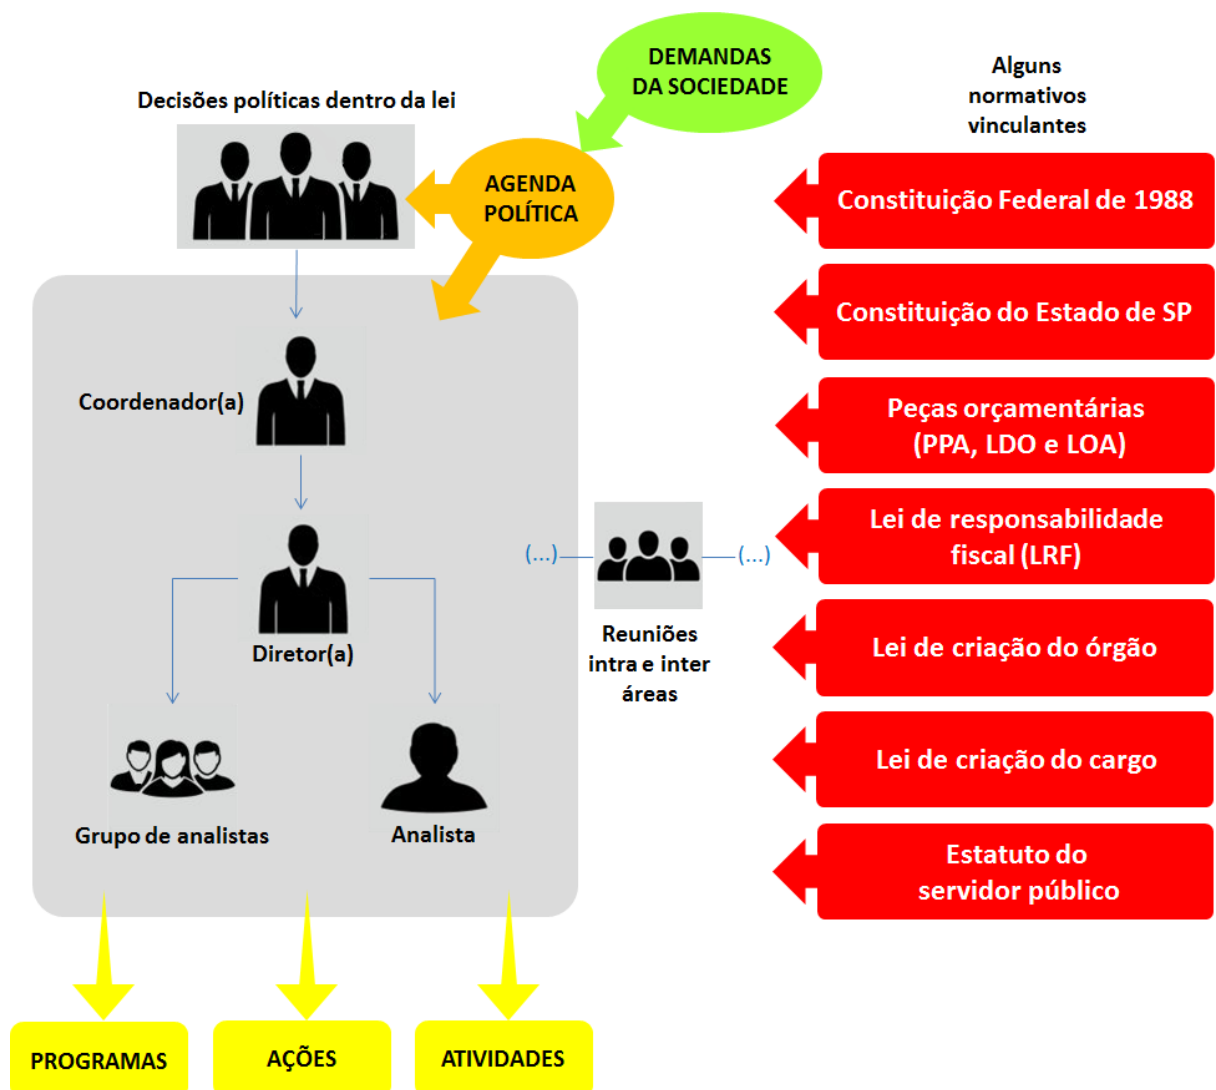 DEMANDAS
DA SOCIEDADE
Decisões políticas dentro da lei
AGENDA
POLÍTICA
Coordenador(a)
Diretor(a)
Grupo de analistas
Analista
(...)
(...)
Reuniões
intra e inter
áreas
PROGRAMAS
AÇÕES
ATIVIDADES
Alguns
normativos
vinculantes
Constituição Federal de 1988
Constituição do Estado de SP
Peças orçamentárias
(PPA, LDO e LOA)
Lei de responsabilidade
fiscal (LRF)
Lei de criação do órgão
Lei de criação do cargo
Estatuto do
servidor público